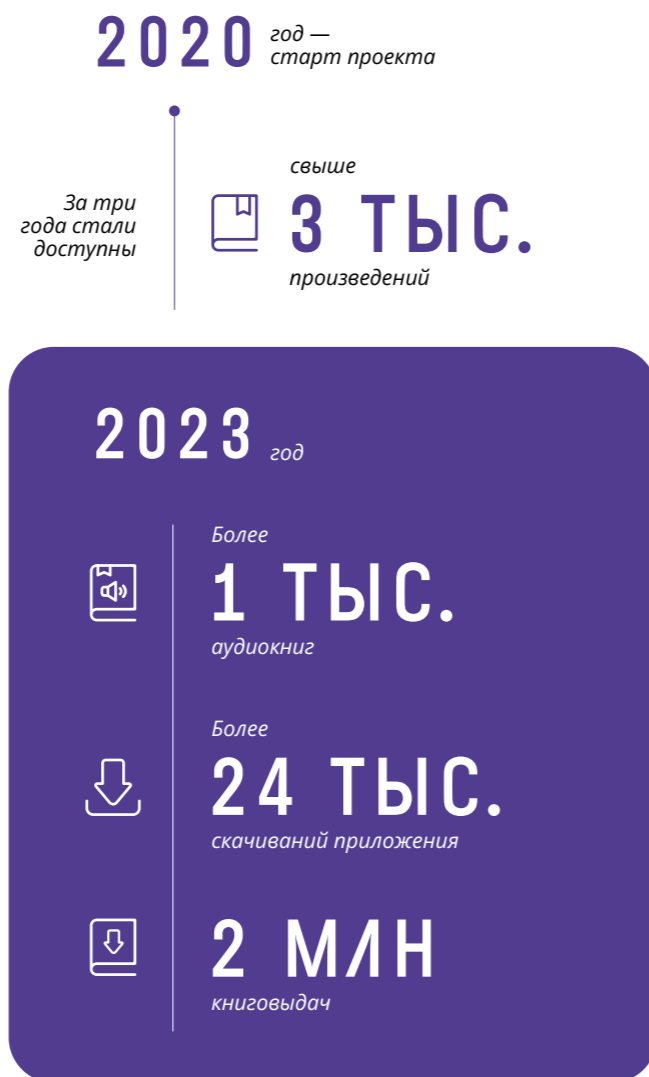 2020 год —
старт проекта
За три
года стали
доступны
свыше
3 ТЫС.
произведений
2023 год
Более
1 ТЫС.
аудиокниг
Более
24 ТЫС.
скачиваний приложения
2 МЛН
книговыдач